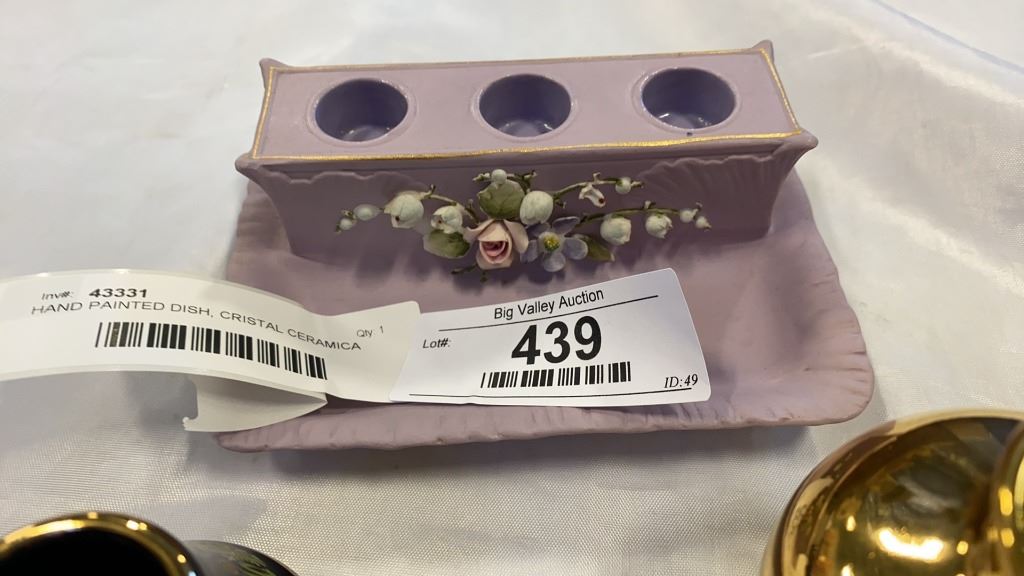 Inv#: 43331
HAND PAINTED DISH, CRISTAL CERAMICA
Qty: 1
Big Valley Auction
Lot#: 439
ID:49